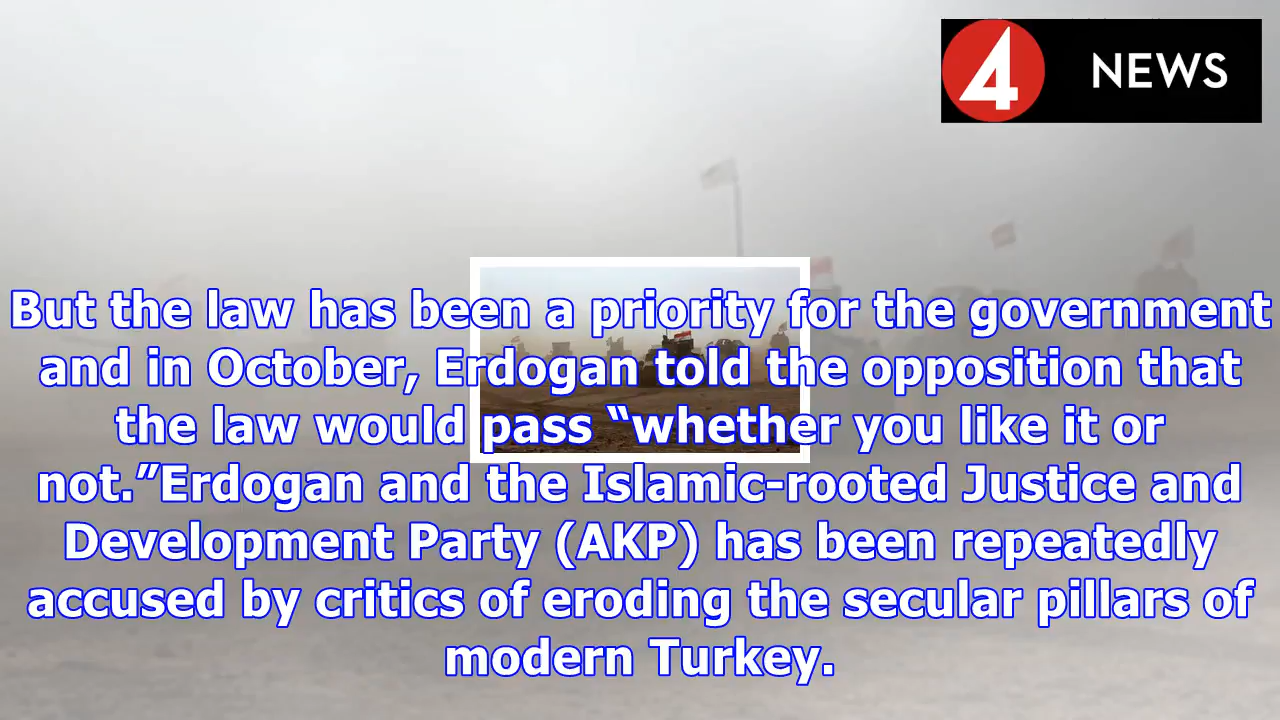 4 NEWS
But the law has been a priority for the government
and in October, Erdogan told the opposition that
the law would pass “whether you like it or
not.”Erdogan and the Islamic-rooted Justice and
Development Party (AKP) has been repeatedly
accused by critics of eroding the secular pillars of
modern Turkey.